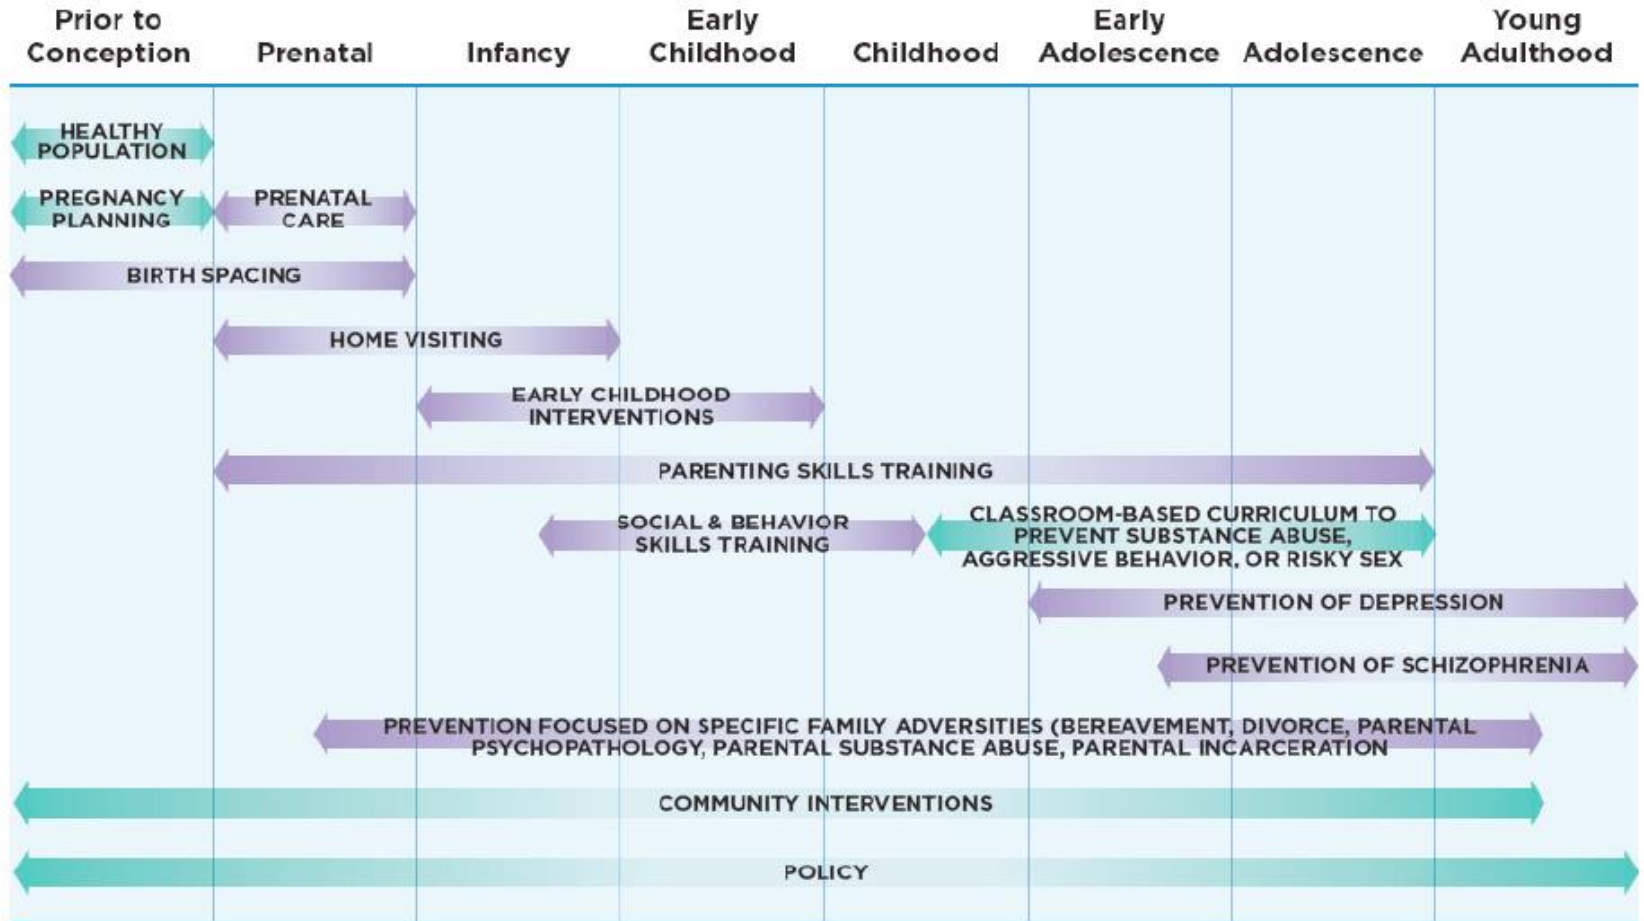 Prior to
Conception
Prenatal
Infancy
Early
Childhood
Childhood
Early
Adolescence
Adolescence
Young
Adulthood
HEALTHY
POPULATION
PREGNANCY
PLANNING
PRENATAL
CARE
BIRTH SPACING
HOME VISITING
EARLY CHILDHOOD
INTERVENTIONS
PARENTING SKILLS TRAINING
SOCIAL & BEHAVIOR
SKILLS TRAINING
CLASSROOM-BASED CURRICULUM TO
PREVENT SUBSTANCE ABUSE,
AGGRESSIVE BEHAVIOR, OR RISKY SEX
PREVENTION OF DEPRESSION
PREVENTION OF SCHIZOPHRENIA
PREVENTION FOCUSED ON SPECIFIC FAMILY ADVERSITIES (BEREAVEMENT, DIVORCE, PARENTAL
PSYCHOPATHOLOGY, PARENTAL SUBSTANCE ABUSE, PARENTAL INCARCERATION
COMMUNITY INTERVENTIONS
POLICY